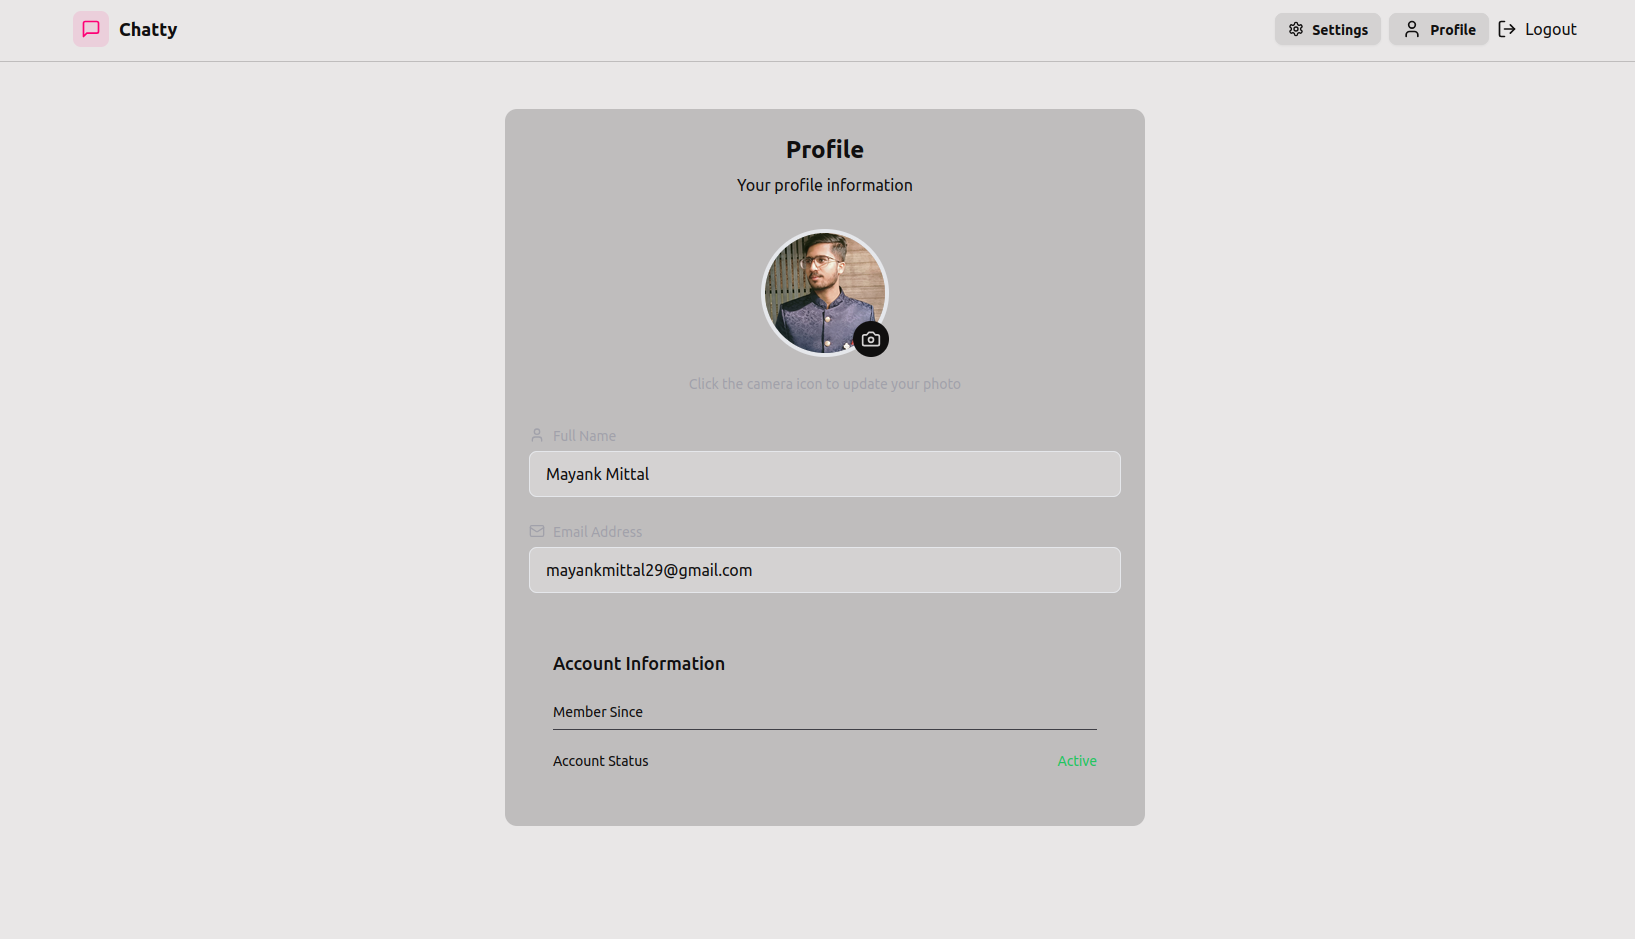 Chatty
Settings
Profile
Logout
Profile
Your profile information
Click the camera icon to update your photo
Full Name
Mayank Mittal
Email Address
mayankmittal29@gmail.com
Account Information
Member Since
Account Status
Active